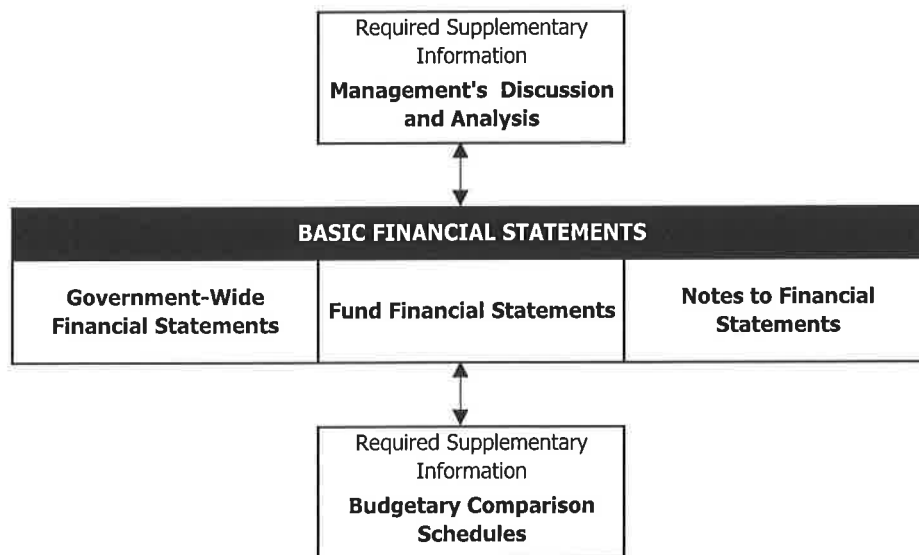 Required Supplementary
Information
Management's Discussion
and Analysis
BASIC FINANCIAL STATEMENTS
Government-Wide
Financial Statements
Fund Financial Statements
Notes to Financial
Statements
Required Supplementary
Information
Budgetary Comparison
Schedules